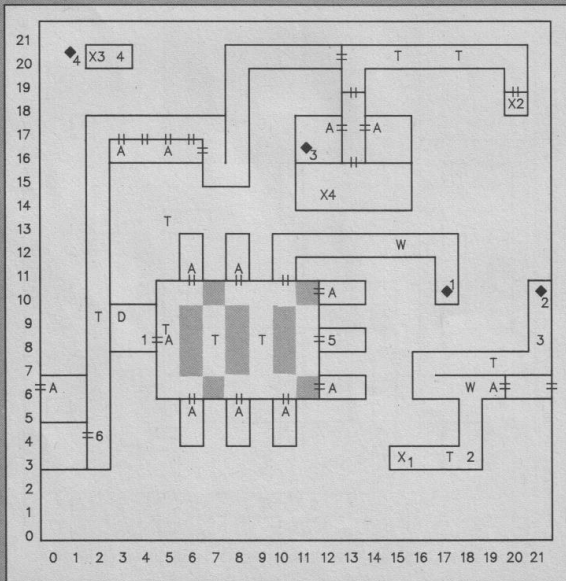 21
20 4 X3 4 T T
19
18 X2
17 A A A A
16 3
15
14 X4
13 T
12 W
11 A A
10 A 1 2
9 T D T
8 1 A T T 5 3
7 T
6 A A A A A W A
5
4 6
3 X1 T 2
2
1
0
0 1 2 3 4 5 6 7 8 9 10 11 12 13 14 15 16 17 18 19 20 21